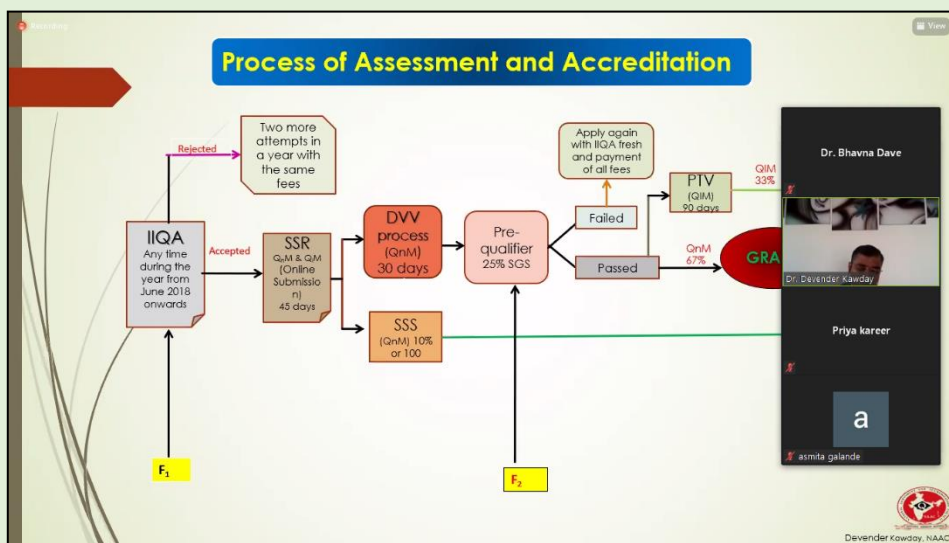 Recording
View
Process of Assessment and Accreditation
Rejected
Two more
attempts in
a year with
the same
fees
Apply again
with IIQA fresh
and payment
of all fees
Dr. Bhavna Dave
IIQA
Any time
during the
year from
June 2018
onwards
Accepted
SSR
QnM & QlM
(Online
Submissio
n)
45 days
DVV
process
(QnM)
30 days
Pre-
qualifier
25% SGS
Failed
Passed
PTV
(QlM)
90 days
QlM
33%
QnM
67%
GRA
Dr. Devender Kawday
SSS
(QnM) 10%
or 100
Priya kareer
a
asmita galande
F1
F2
Devender Kawday, NAAC